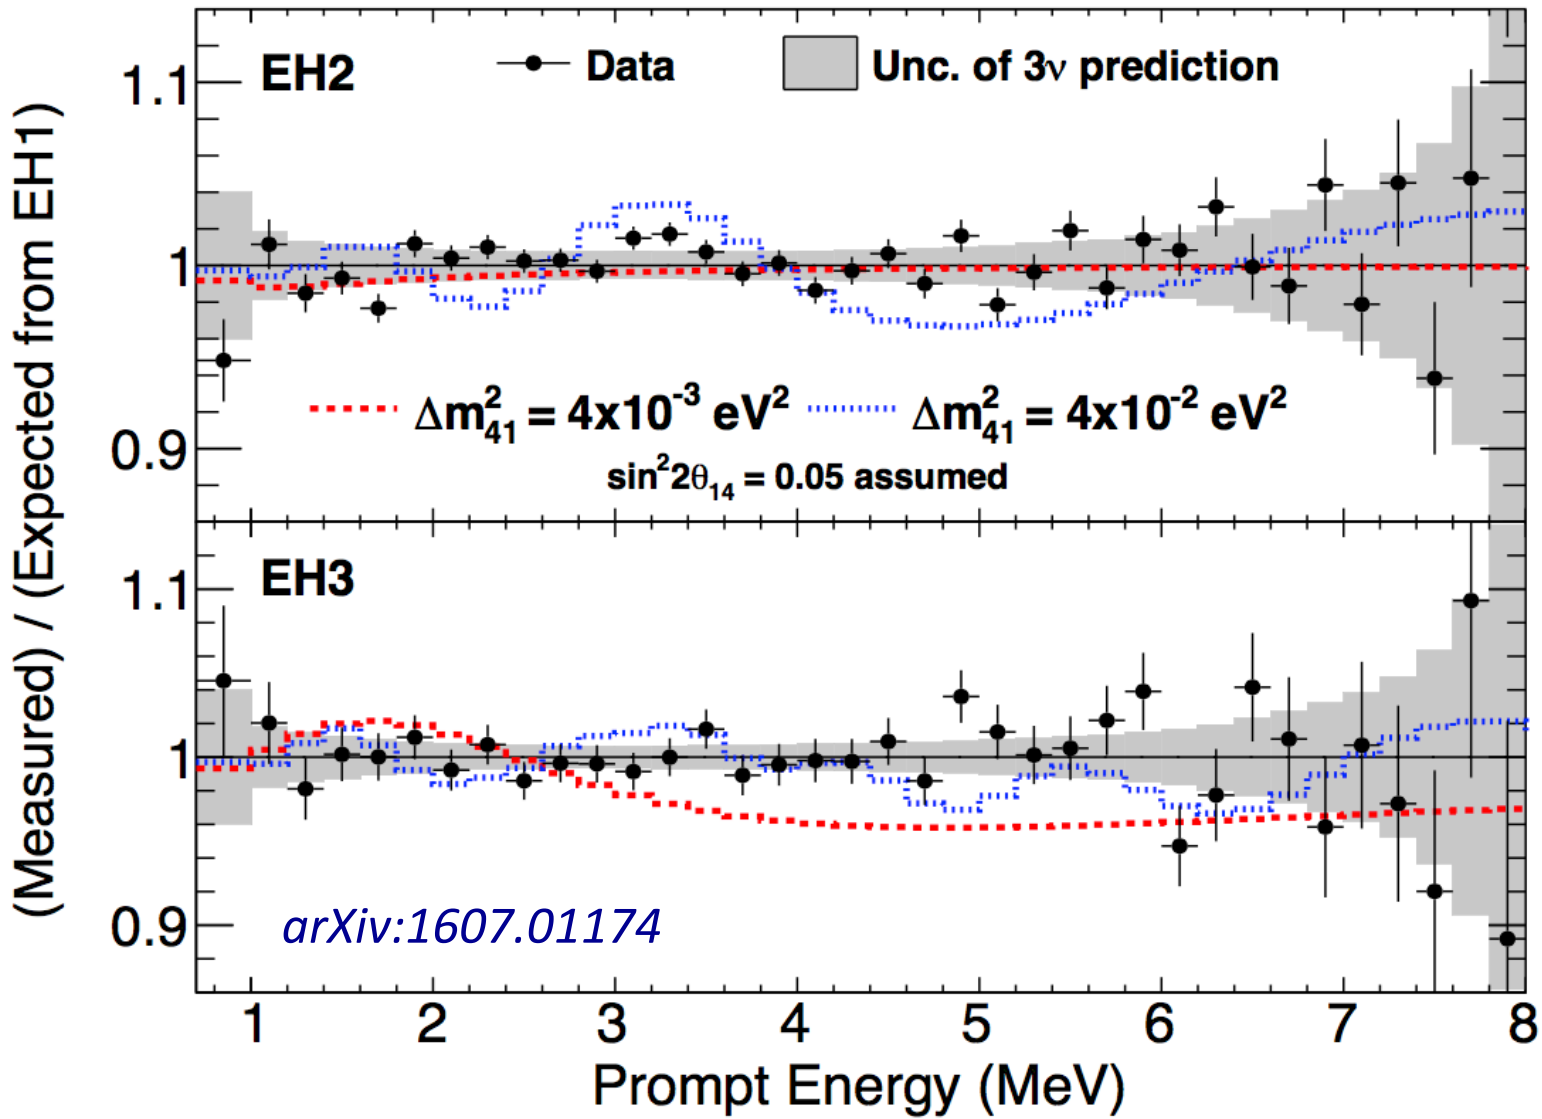 (Measured) / (Expected from EH1)
EH2
Data
Unc. of 3ν prediction
1.1
1
0.9
Δm²₄₁ = 4x10⁻³ eV²
Δm²₄₁ = 4x10⁻² eV²
sin²2θ₁₄ = 0.05 assumed
EH3
1.1
1
0.9
arXiv:1607.01174
1 2 3 4 5 6 7 8
Prompt Energy (MeV)